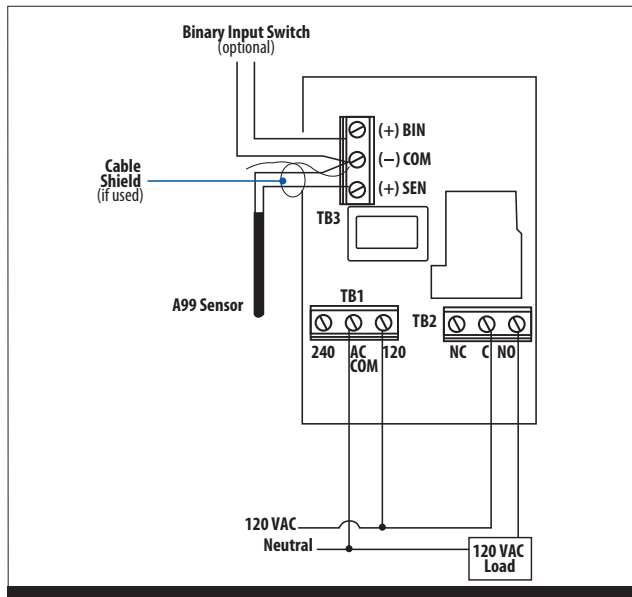 Binary Input Switch
(optional)
(+) BIN
(−) COM
(+) SEN
Cable
Shield
(if used)
TB3
A99 Sensor
TB1
TB2
240
AC
COM
120
NC
C
NO
120 VAC
Neutral
120 VAC
Load